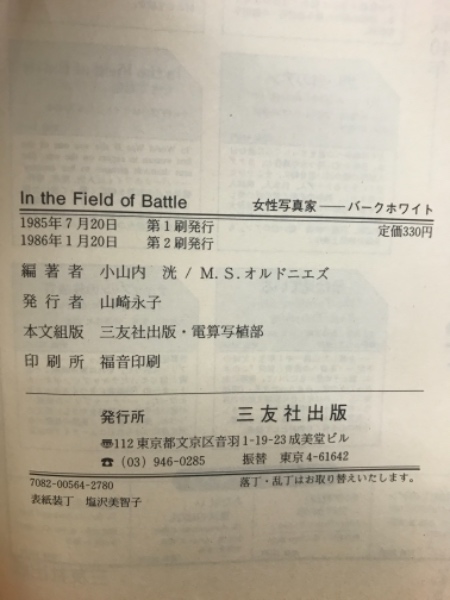 In the Field of Battle 女性写真家――バークホワイト
1985年7月20日 第1刷発行
定価330円
1986年1月20日 第2刷発行
編著者 小山内 洸 / M.S.オルドニエズ
発行者 山崎永子
本文組版 三友社出版・電算写植部
印刷所 福音印刷
発行所 三友社出版
〠112 東京都文京区音羽1-19-23 成美堂ビル
☎ (03) 946-0285 振替 東京4-61642
7082-00564-2780 落丁・乱丁はお取り替えいたします。
表紙装丁 塩沢美智子